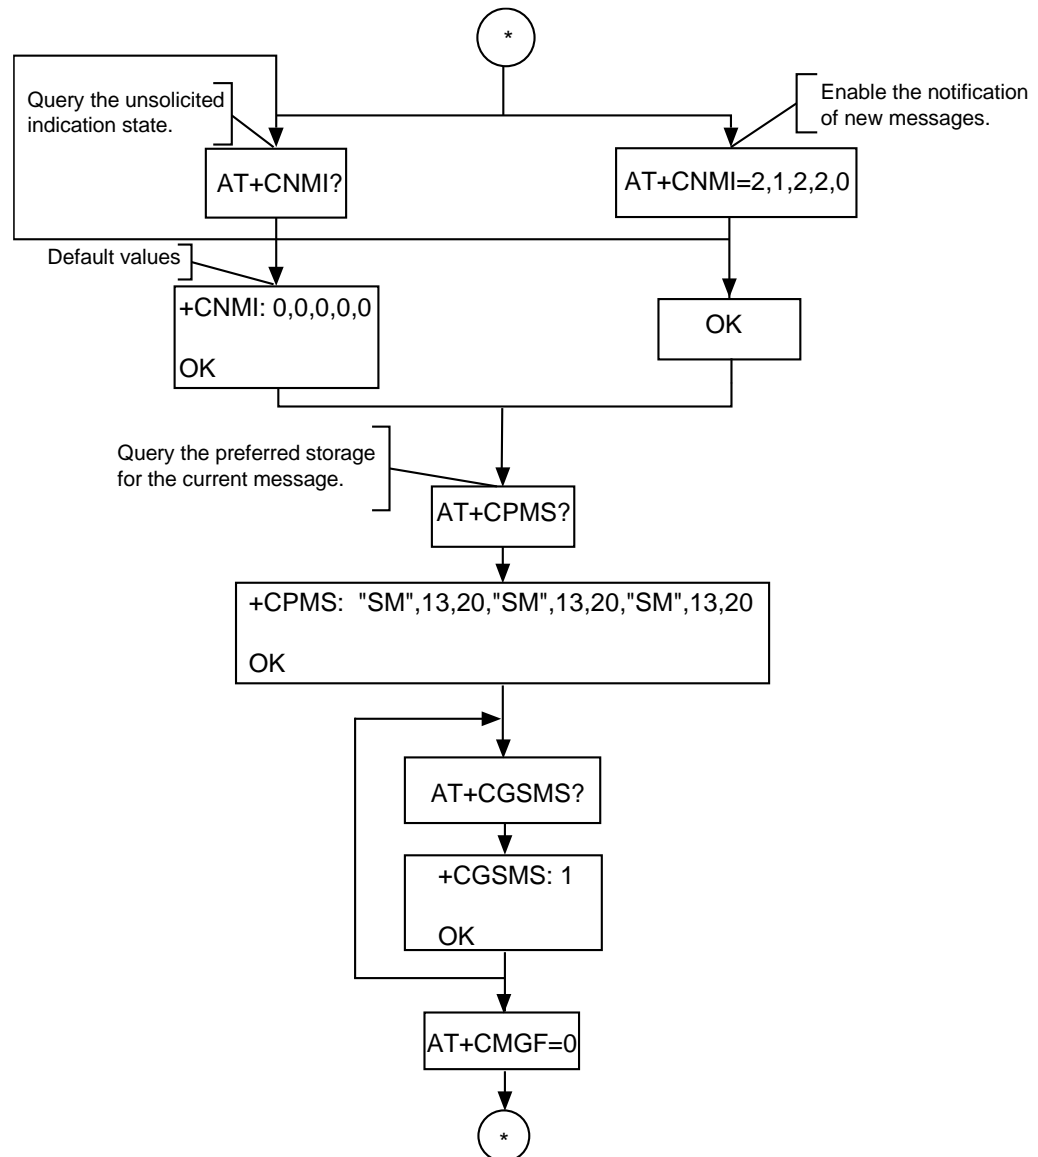 *
Query the unsolicited
indication state.
Enable the notification
of new messages.
AT+CNMI?
AT+CNMI=2,1,2,2,0
Default values
+CNMI: 0,0,0,0,0
OK
OK
Query the preferred storage
for the current message.
AT+CPMS?
+CPMS:  "SM",13,20,"SM",13,20,"SM",13,20
OK
AT+CGSMS?
+CGSMS: 1
OK
AT+CMGF=0
*